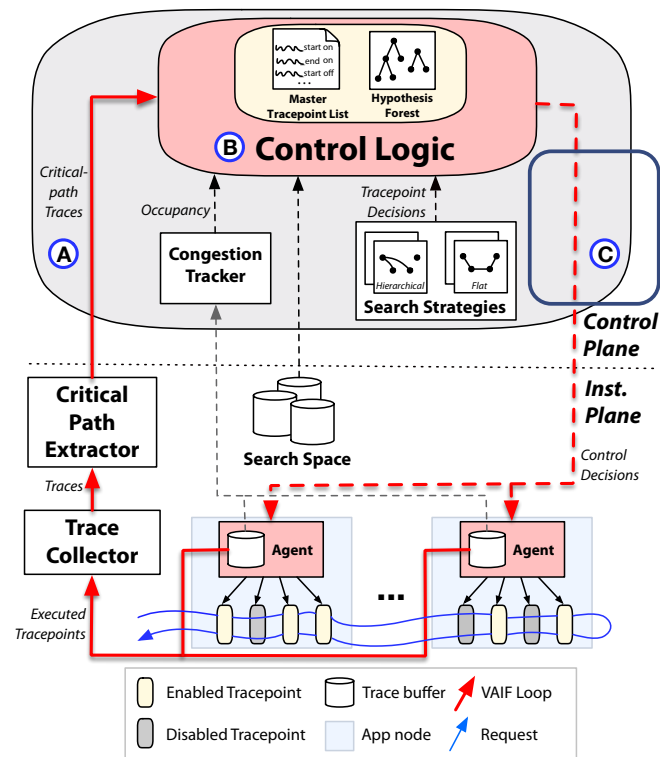 start on
end on
start off
...
Master
Tracepoint List
Hypothesis
Forest
B
Control Logic
Critical-
path
Traces
A
Occupancy
Tracepoint
Decisions
Congestion
Tracker
Hierarchical
Flat
Search Strategies
C
Control
Plane
Inst.
Plane
Critical
Path
Extractor
Search Space
Control
Decisions
Traces
Trace
Collector
Agent
Agent
...
Executed
Tracepoints
Enabled Tracepoint
Trace buffer
VAIF Loop
Disabled Tracepoint
App node
Request